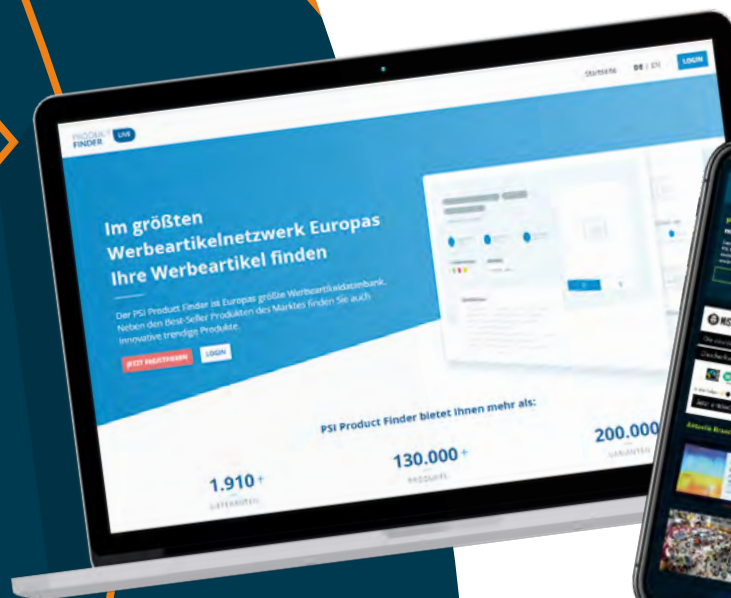 PRODUKT
FINDER
LIVE
Startseite DE | EN
LOGIN
Im größten
Werbeartikelnetzwerk Europas
Ihre Werbeartikel finden
Der PSI Product Finder ist Europas größte Werbeartikeldatenbank.
Neben den Best-Seller Produkten des Marktes finden Sie auch
innovative trendige Produkte.
JETZT REGISTRIEREN LOGIN
PSI Product Finder bietet Ihnen mehr als:
1.910+
LIEFERANTEN
130.000+
PRODUKTE
200.000
VARIANTEN